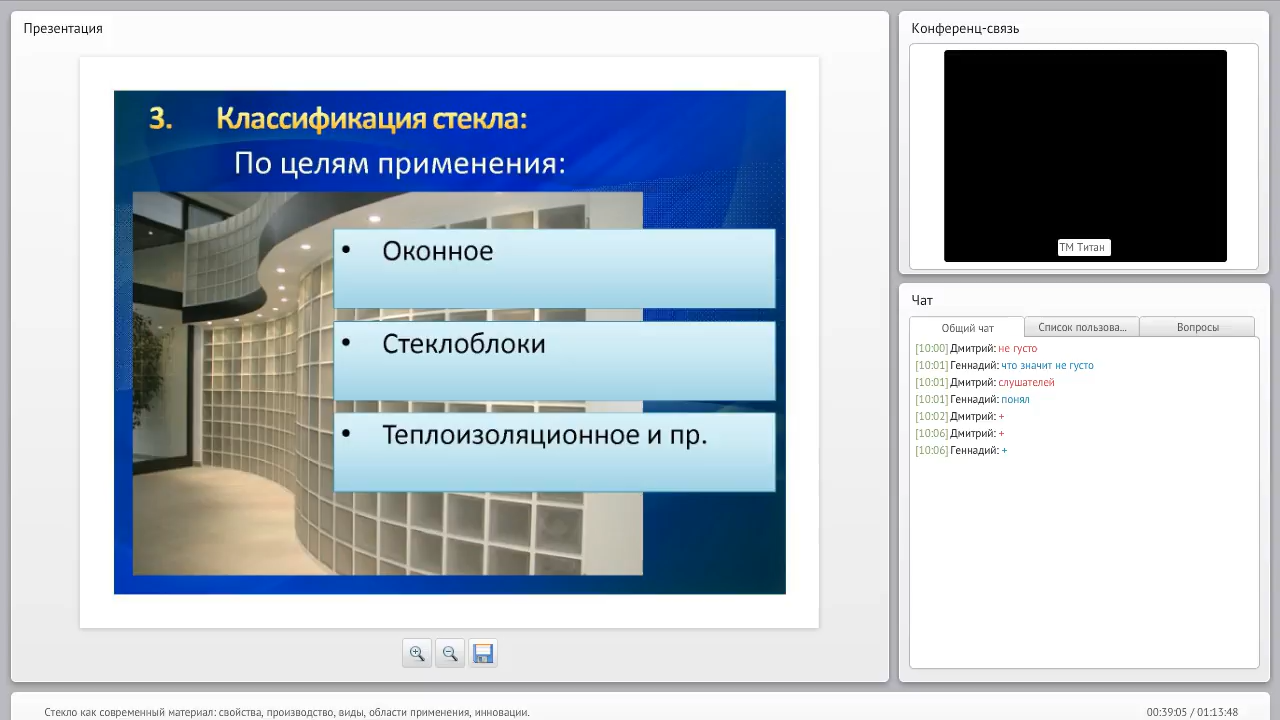 Презентация
3. Классификация стекла:
По целям применения:
• Оконное
• Стеклоблоки
• Теплоизоляционное и пр.
Конференц-связь
ТМ Титан
Чат
Общий чат
Список пользова...
Вопросы
[10:00] Дмитрий: не густо
[10:01] Геннадий: что значит не густо
[10:01] Дмитрий: слушателей
[10:01] Геннадий: понял
[10:02] Дмитрий: +
[10:06] Дмитрий: +
[10:06] Геннадий: +
Стекло как современный материал: свойства, производство, виды, области применения, инновации.
00:39:05 / 01:13:48